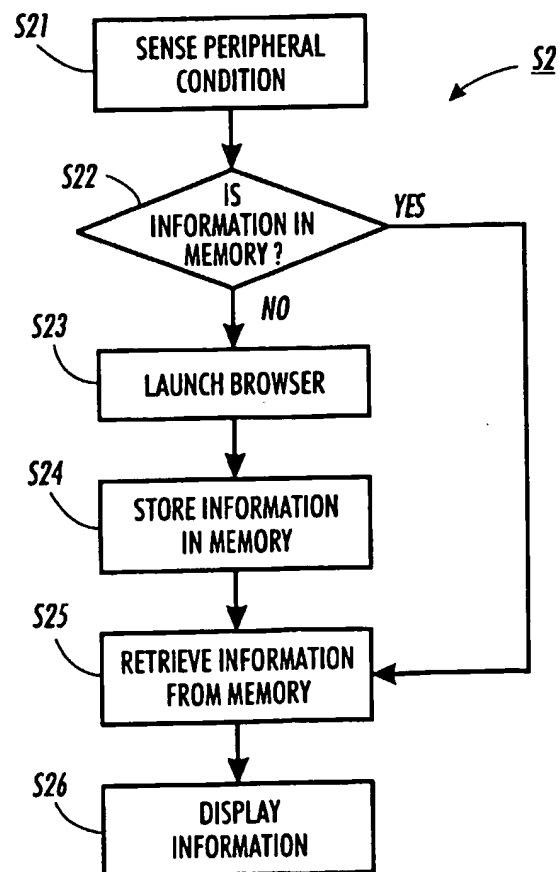 S21
SENSE PERIPHERAL
CONDITION
S2
S22
IS
INFORMATION IN
MEMORY ?
YES
NO
S23
LAUNCH BROWSER
S24
STORE INFORMATION
IN MEMORY
S25
RETRIEVE INFORMATION
FROM MEMORY
S26
DISPLAY
INFORMATION